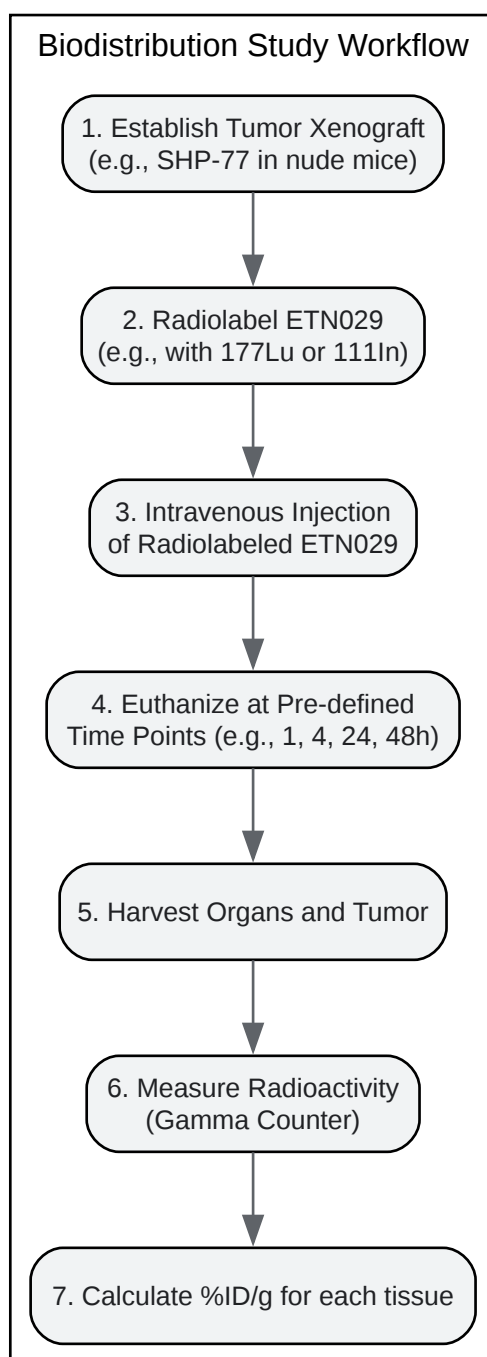 Biodistribution Study Workflow
1. Establish Tumor Xenograft
(e.g., SHP-77 in nude mice)
2. Radiolabel ETN029
(e.g., with 177Lu or 111In)
3. Intravenous Injection
of Radiolabeled ETN029
4. Euthanize at Pre-defined
Time Points (e.g., 1, 4, 24, 48h)
5. Harvest Organs and Tumor
6. Measure Radioactivity
(Gamma Counter)
7. Calculate %ID/g for each tissue